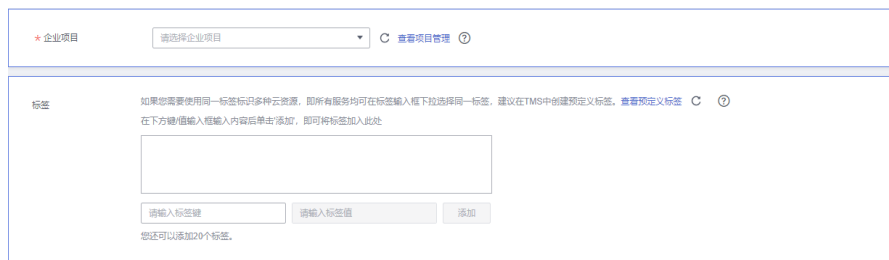 * 企业项目 请选择企业项目 查看项目管理 ?
标签 如果您需要使用同一标签标识多种云资源，即所有服务均可在标签输入框下拉选择同一标签，建议在TMS中创建预定义标签。 查看预定义标签 ?
在下方键/值输入框输入内容后单击'添加'，即可将标签加入此处
请输入标签键 请输入标签值 添加
您还可以添加20个标签。